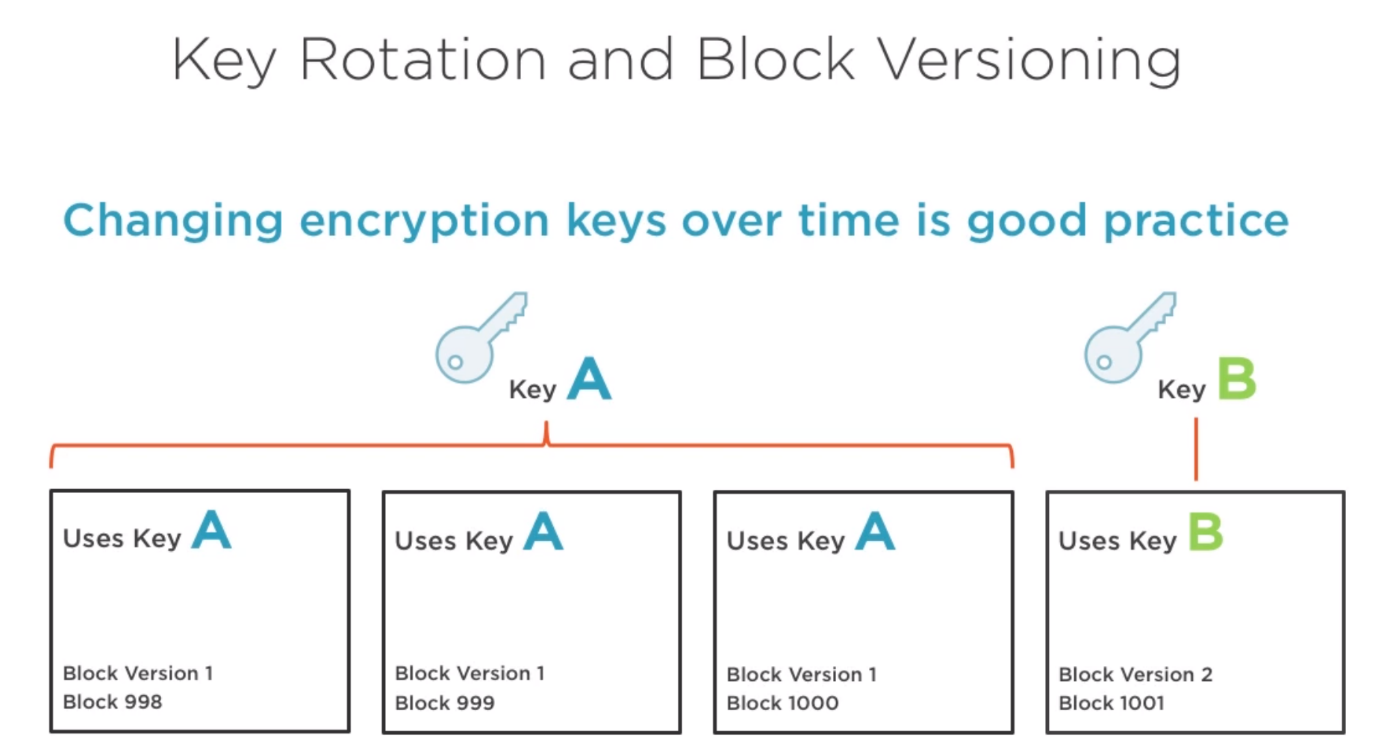 Key Rotation and Block Versioning
Changing encryption keys over time is good practice
Key A
Key B
Uses Key A
Block Version 1
Block 998
Uses Key A
Block Version 1
Block 999
Uses Key A
Block Version 1
Block 1000
Uses Key B
Block Version 2
Block 1001